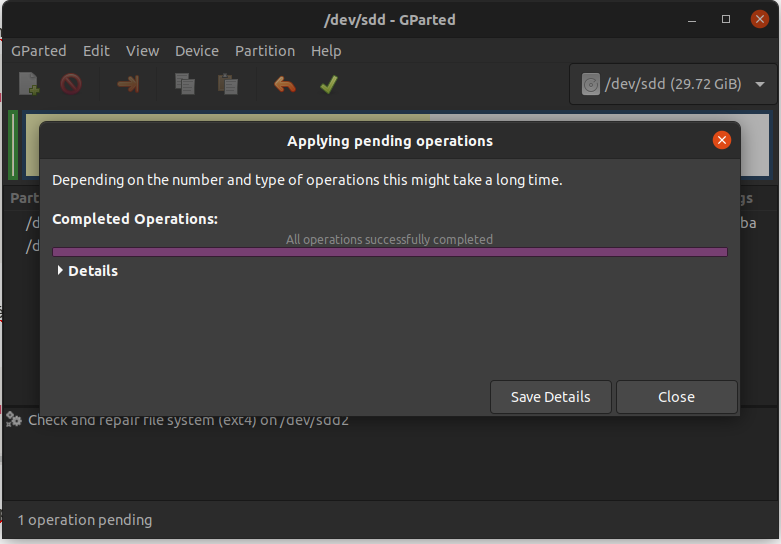 /dev/sdd - GParted
GParted Edit View Device Partition Help
/dev/sdd (29.72 GiB)
Applying pending operations
Depending on the number and type of operations this might take a long time.
Completed Operations:
All operations successfully completed
Details
Save Details Close
Part
gs
/d
ba
/d
Check and repair file system (ext4) on /dev/sdd2
1 operation pending